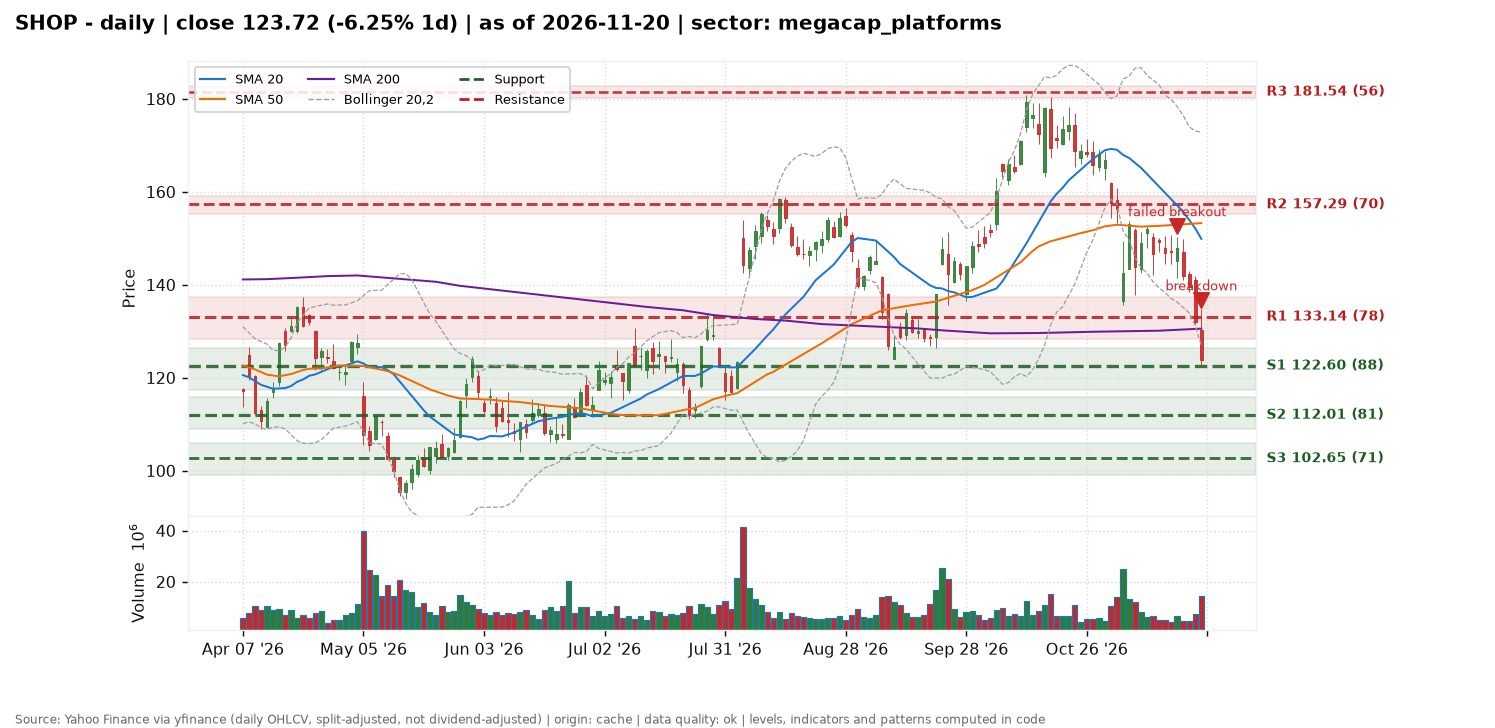 SHOP - daily | close 123.72 (-6.25% 1d) | as of 2026-11-20 | sector: megacap_platforms
SMA 20
SMA 50
SMA 200
Bollinger 20,2
Support
Resistance
Price
180
160
140
120
100
R3 181.54 (56)
R2 157.29 (70)
R1 133.14 (78)
S1 122.60 (88)
S2 112.01 (81)
S3 102.65 (71)
failed breakout
breakdown
Volume 10⁶
40
20
Apr 07 '26
May 05 '26
Jun 03 '26
Jul 02 '26
Jul 31 '26
Aug 28 '26
Sep 28 '26
Oct 26 '26
Source: Yahoo Finance via yfinance (daily OHLCV, split-adjusted, not dividend-adjusted) | origin: cache | data quality: ok | levels, indicators and patterns computed in code